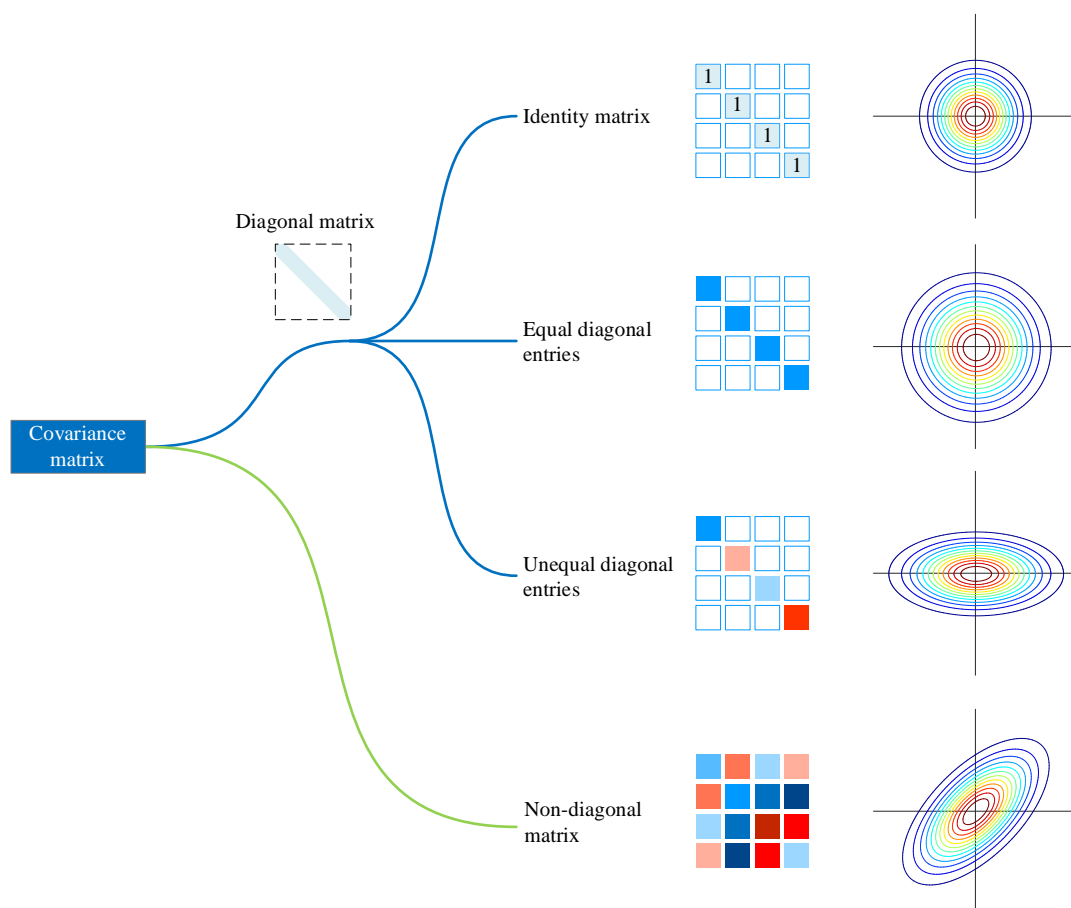 Identity matrix
1
1
1
1
Diagonal matrix
Equal diagonal
entries
Covariance
matrix
Unequal diagonal
entries
Non-diagonal
matrix